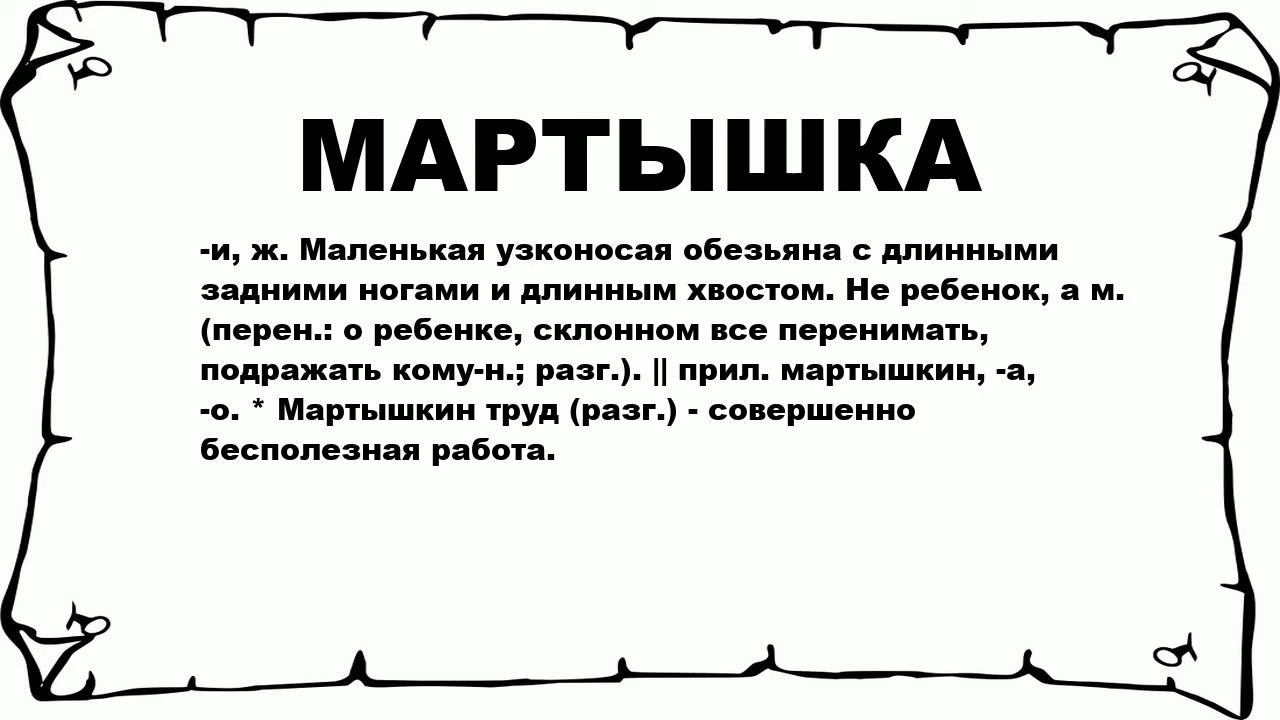 МАРТЫШКА
-и, ж. Маленькая узконосая обезьяна с длинными
задними ногами и длинным хвостом. Не ребенок, а м.
(перен.: о ребенке, склонном все перенимать,
подражать кому-н.; разг.). || прил. мартышкин, -а,
-о. * Мартышкин труд (разг.) - совершенно
бесполезная работа.